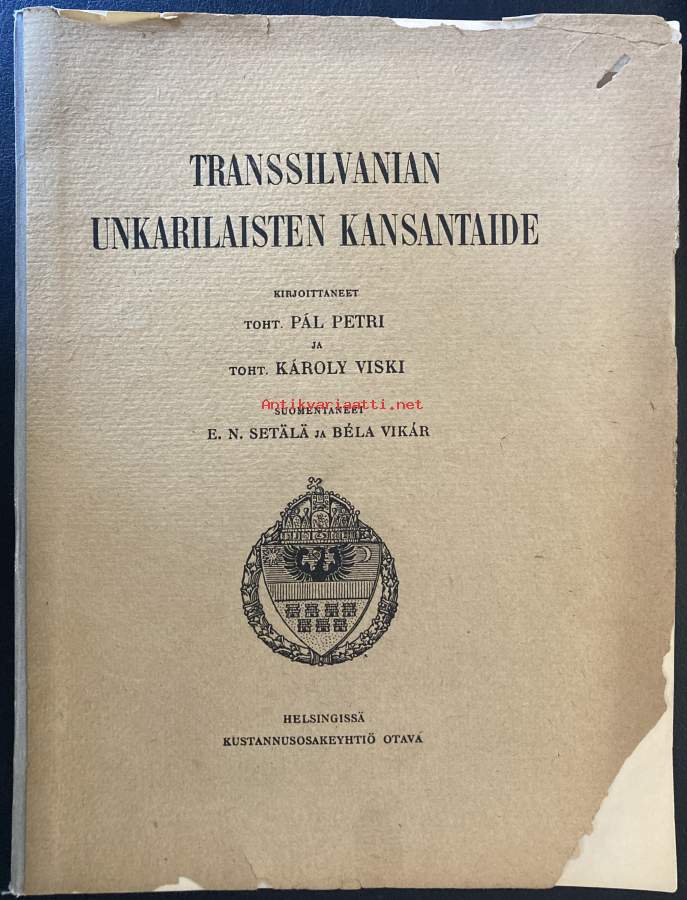 TRANSSILVANIAN
UNKARILAISTEN KANSANTAIDE
KIRJOITTANEET
TOHT. PÁL PETRI
JA
TOHT. KÁROLY VISKI
Antikvariaatti.net
SUOMENTANEET
E. N. SETÄLÄ JA BÉLA VIKÁR
HELSINGISSÄ
KUSTANNUSOSAKEYHTIÖ OTAVA